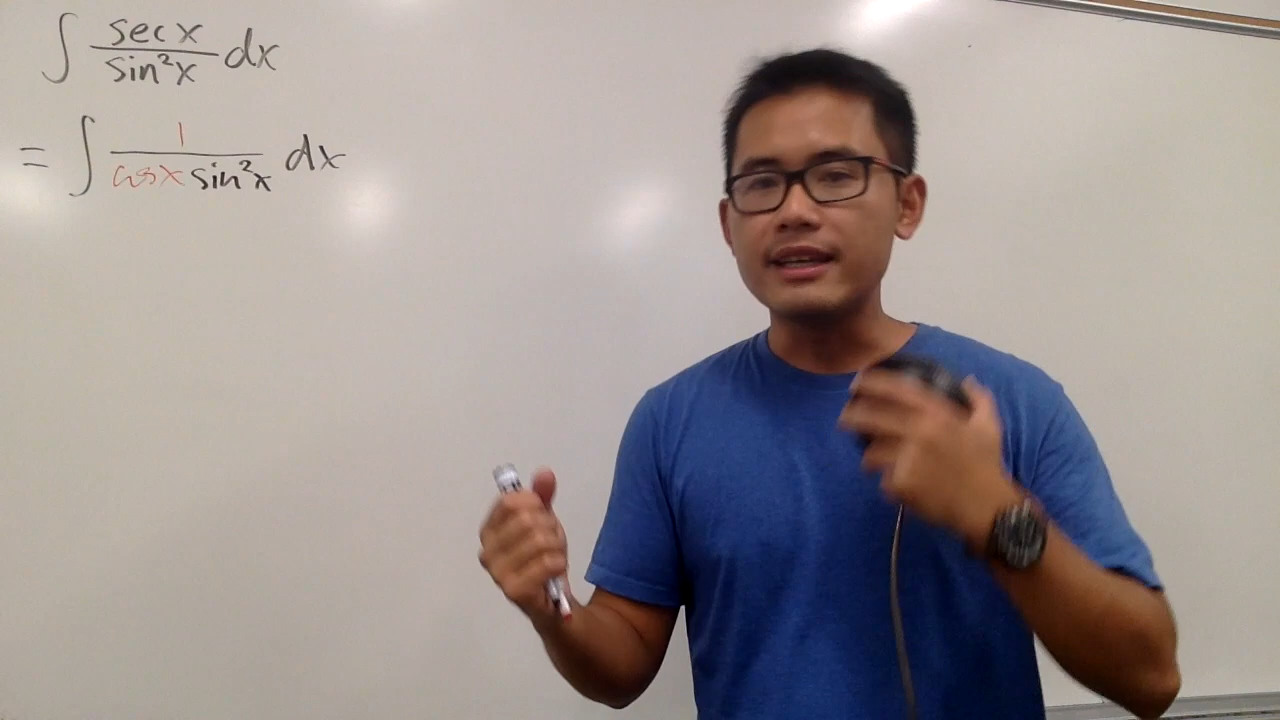 ∫ sec x / sin²x dx
= ∫ 1 / cos x sin²x dx